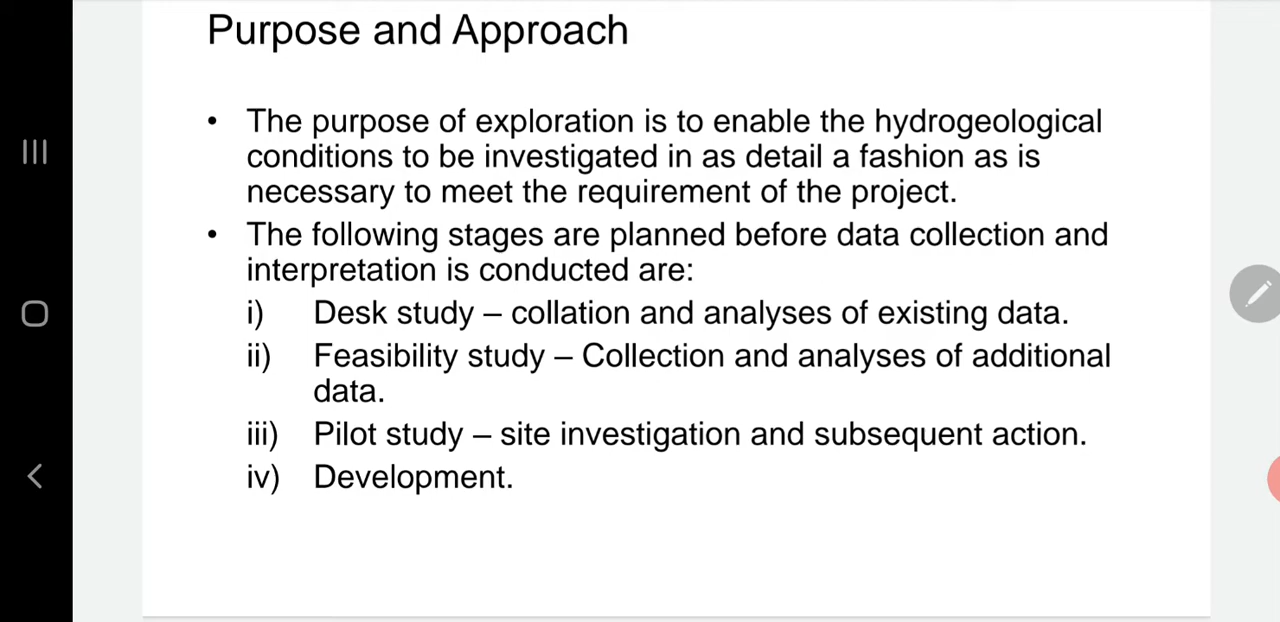 Purpose and Approach
• The purpose of exploration is to enable the hydrogeological
conditions to be investigated in as detail a fashion as is
necessary to meet the requirement of the project.
• The following stages are planned before data collection and
interpretation is conducted are:
i) Desk study – collation and analyses of existing data.
ii) Feasibility study – Collection and analyses of additional
data.
iii) Pilot study – site investigation and subsequent action.
iv) Development.